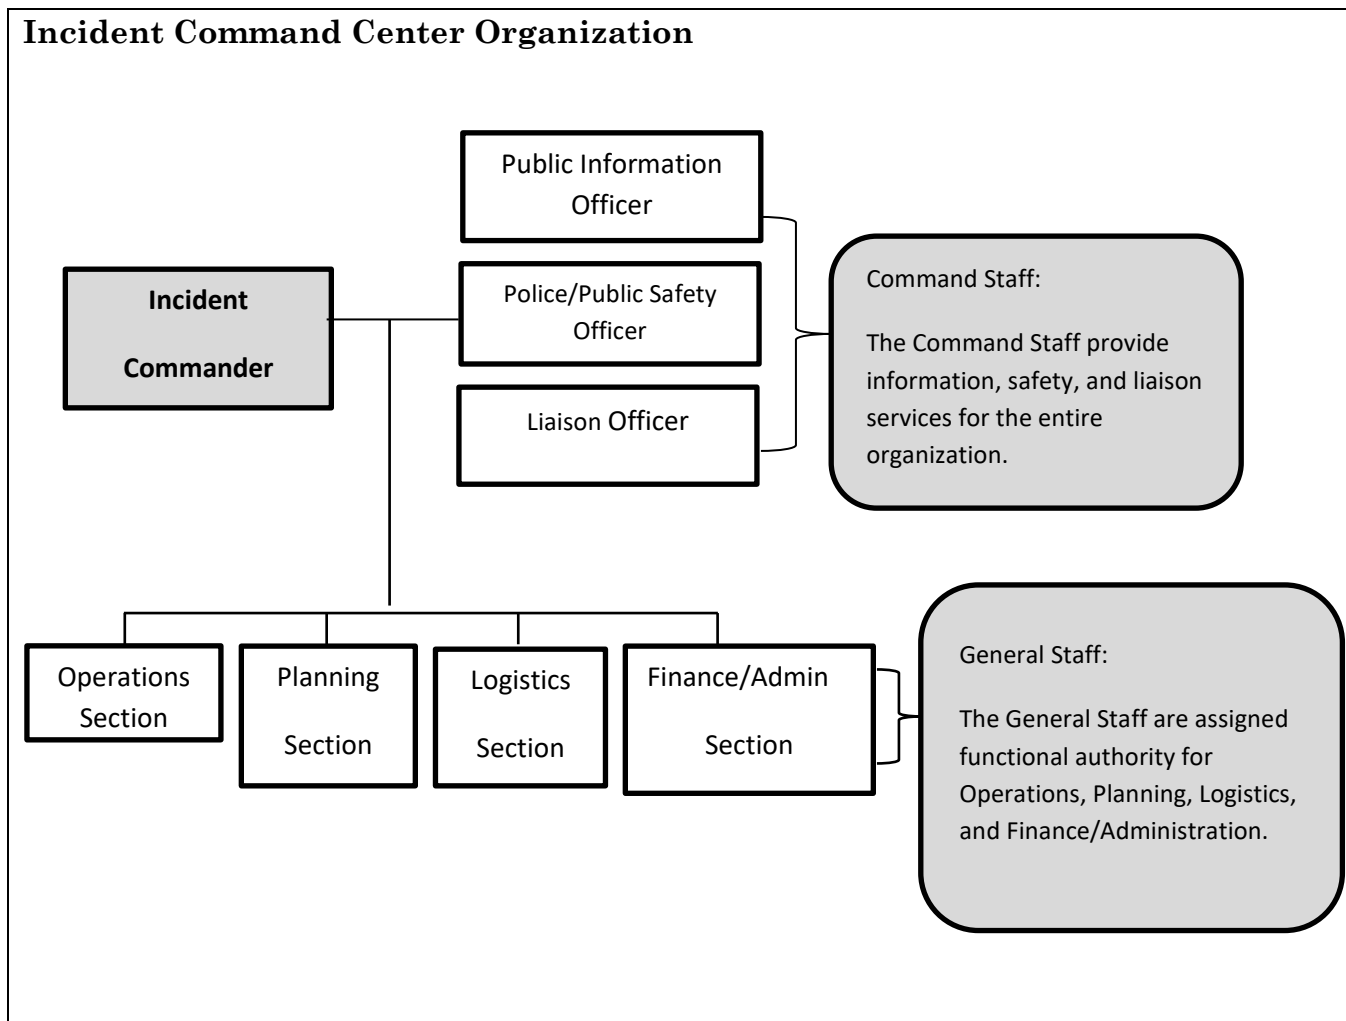 Incident Command Center Organization
Public Information
Officer
Incident
Commander
Police/Public Safety
Officer
Liaison Officer
Command Staff:
The Command Staff provide
information, safety, and liaison
services for the entire
organization.
Operations
Section
Planning
Section
Logistics
Section
Finance/Admin
Section
General Staff:
The General Staff are assigned
functional authority for
Operations, Planning, Logistics,
and Finance/Administration.